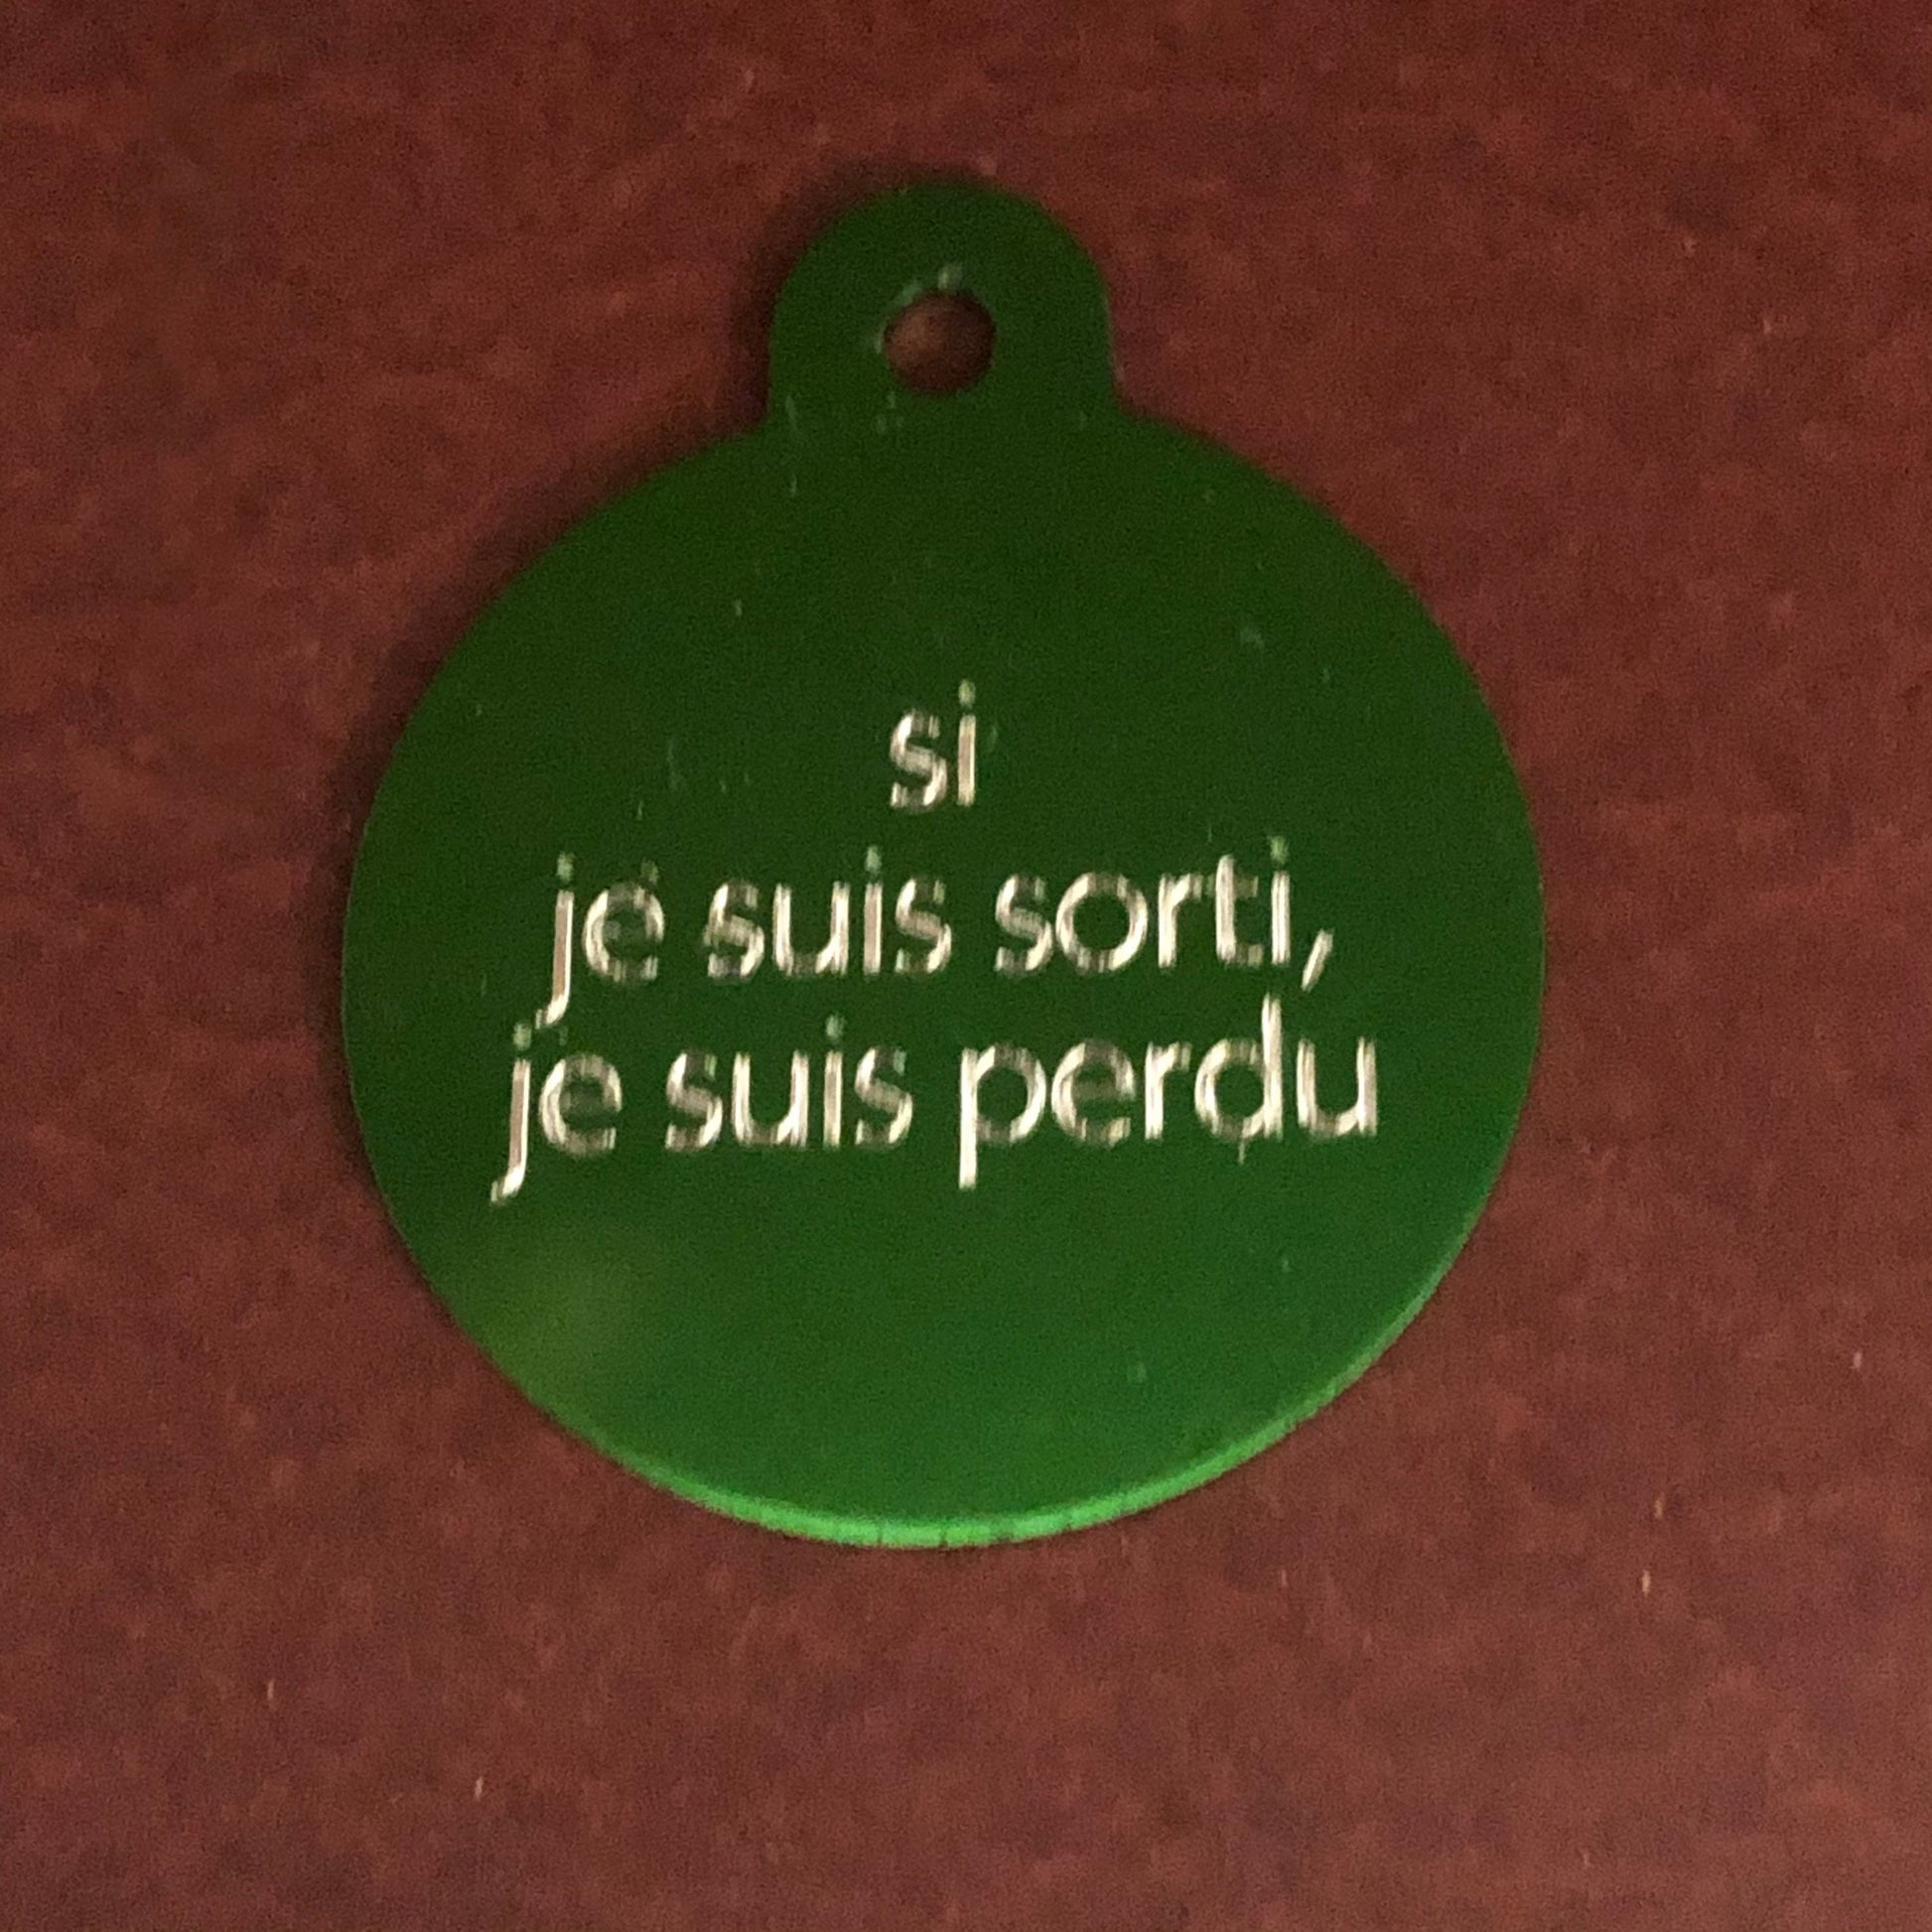 si
je suis sorti,
je suis perdu